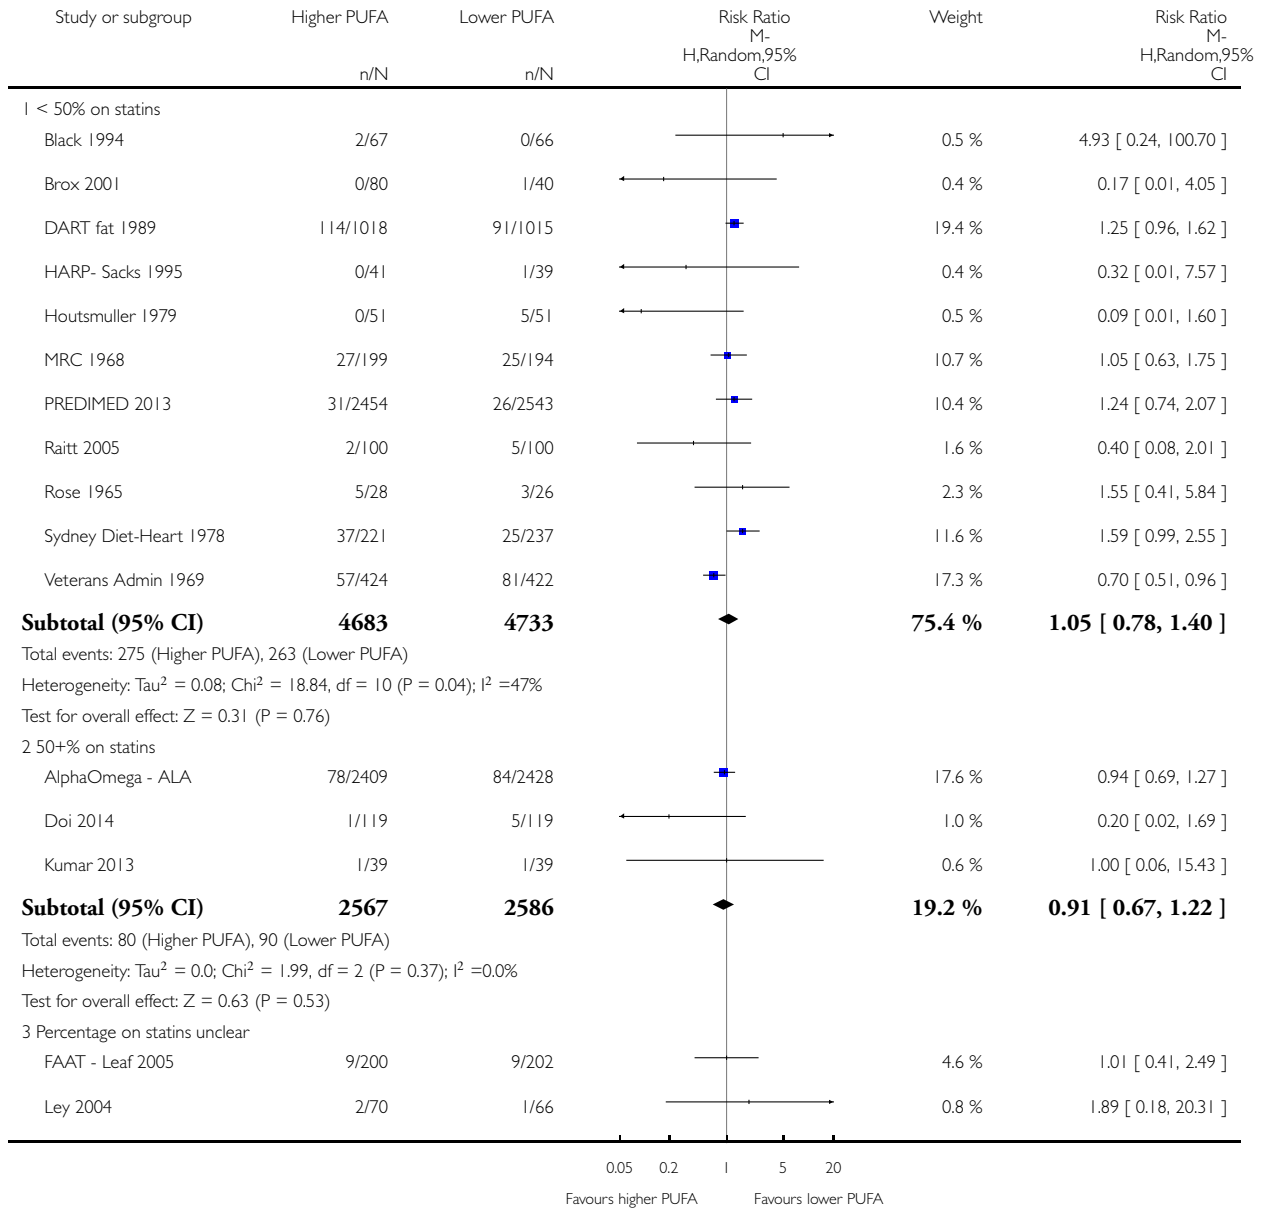 Study or subgroup Higher PUFA Lower PUFA Risk Ratio Weight Risk Ratio
M- M-
H,Random,95% H,Random,95%
n/N n/N CI CI
1 < 50% on statins
Black 1994 2/67 0/66 0.5 % 4.93 [ 0.24, 100.70 ]
Brox 2001 0/80 1/40 0.4 % 0.17 [ 0.01, 4.05 ]
DART fat 1989 114/1018 91/1015 19.4 % 1.25 [ 0.96, 1.62 ]
HARP- Sacks 1995 0/41 1/39 0.4 % 0.32 [ 0.01, 7.57 ]
Houtsmuller 1979 0/51 5/51 0.5 % 0.09 [ 0.01, 1.60 ]
MRC 1968 27/199 25/194 10.7 % 1.05 [ 0.63, 1.75 ]
PREDIMED 2013 31/2454 26/2543 10.4 % 1.24 [ 0.74, 2.07 ]
Raitt 2005 2/100 5/100 1.6 % 0.40 [ 0.08, 2.01 ]
Rose 1965 5/28 3/26 2.3 % 1.55 [ 0.41, 5.84 ]
Sydney Diet-Heart 1978 37/221 25/237 11.6 % 1.59 [ 0.99, 2.55 ]
Veterans Admin 1969 57/424 81/422 17.3 % 0.70 [ 0.51, 0.96 ]
Subtotal (95% CI) 4683 4733 75.4 % 1.05 [ 0.78, 1.40 ]
Total events: 275 (Higher PUFA), 263 (Lower PUFA)
Heterogeneity: Tau² = 0.08; Chi² = 18.84, df = 10 (P = 0.04); I² =47%
Test for overall effect: Z = 0.31 (P = 0.76)
2 50+% on statins
AlphaOmega - ALA 78/2409 84/2428 17.6 % 0.94 [ 0.69, 1.27 ]
Doi 2014 1/119 5/119 1.0 % 0.20 [ 0.02, 1.69 ]
Kumar 2013 1/39 1/39 0.6 % 1.00 [ 0.06, 15.43 ]
Subtotal (95% CI) 2567 2586 19.2 % 0.91 [ 0.67, 1.22 ]
Total events: 80 (Higher PUFA), 90 (Lower PUFA)
Heterogeneity: Tau² = 0.0; Chi² = 1.99, df = 2 (P = 0.37); I² =0.0%
Test for overall effect: Z = 0.63 (P = 0.53)
3 Percentage on statins unclear
FAAT - Leaf 2005 9/200 9/202 4.6 % 1.01 [ 0.41, 2.49 ]
Ley 2004 2/70 1/66 0.8 % 1.89 [ 0.18, 20.31 ]
0.05 0.2 1 5 20
Favours higher PUFA Favours lower PUFA